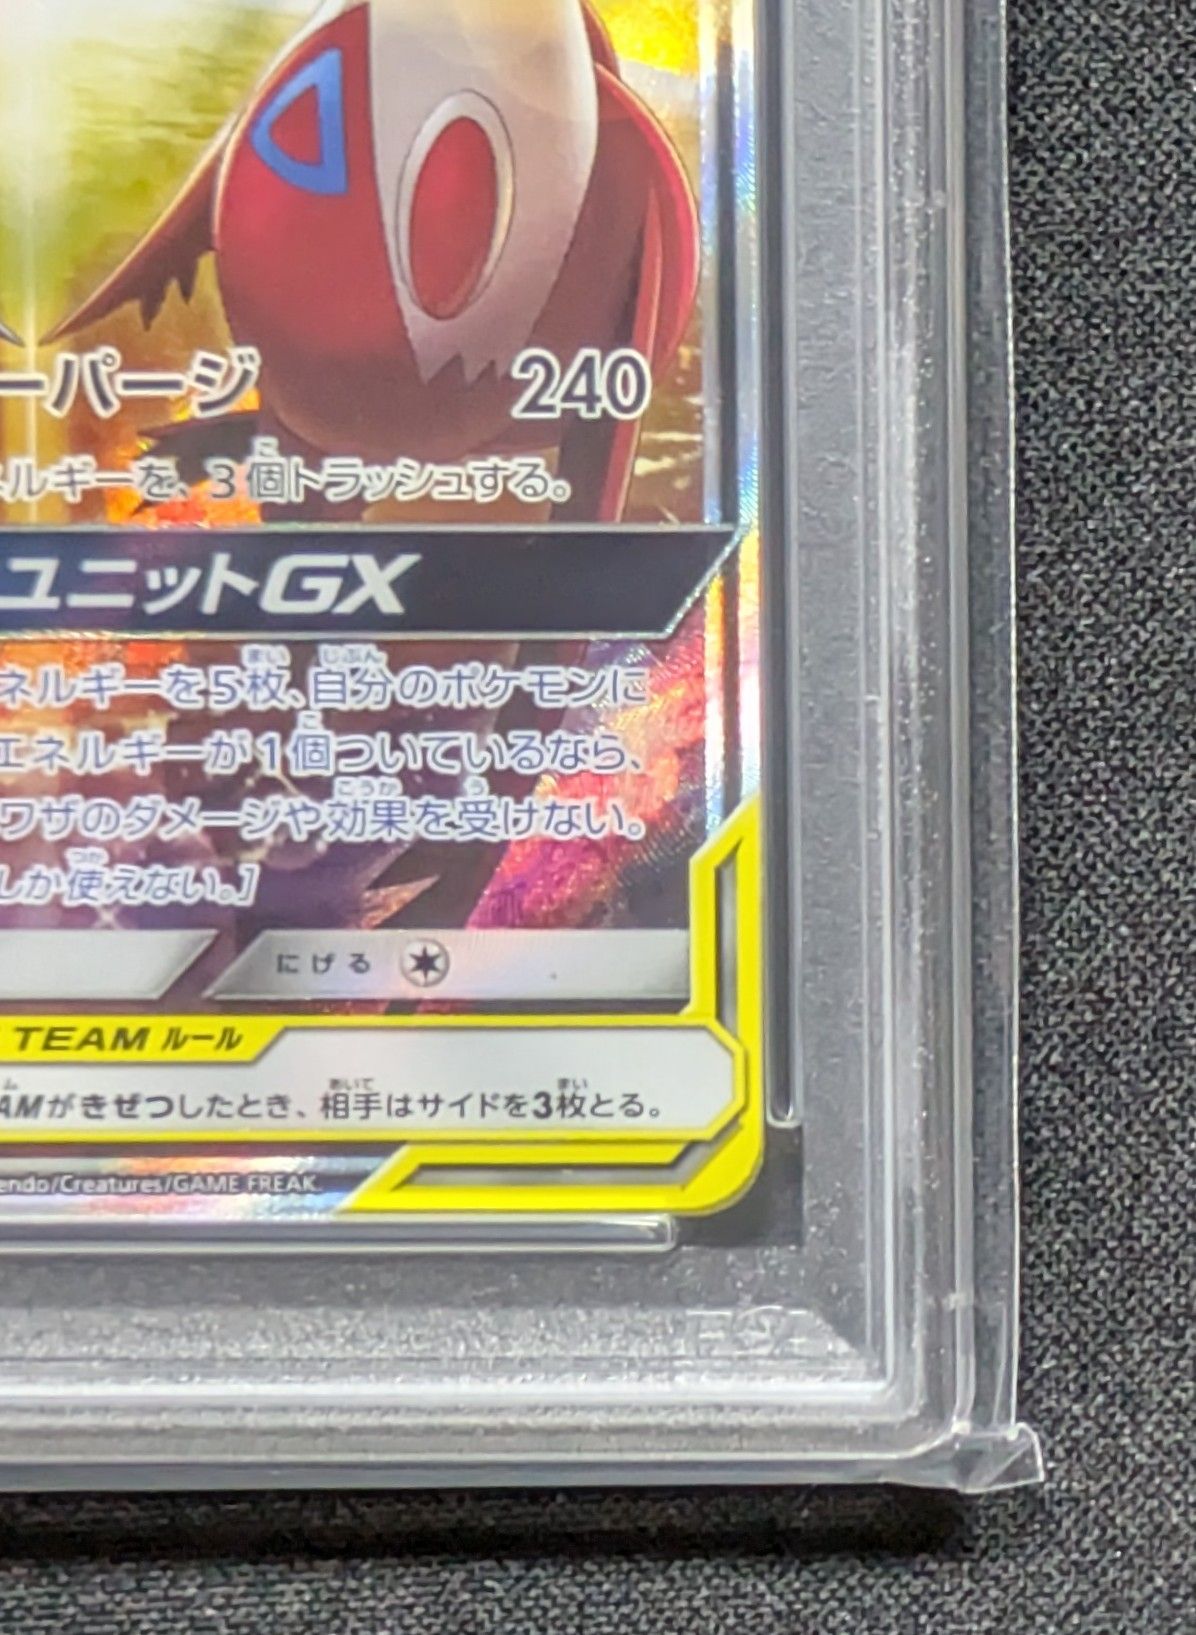 ーパージ 240
ネルギーを、3個トラッシュする。
ユニットGX
ネルギーを5枚、自分のポケモンに
エネルギーが1個ついているなら、
ワザのダメージや効果を受けない。
しか使えない。]
にげる
TEAM ルール
AMがきぜつしたとき、相手はサイドを3枚とる。
endo/Creatures/GAME FREAK.